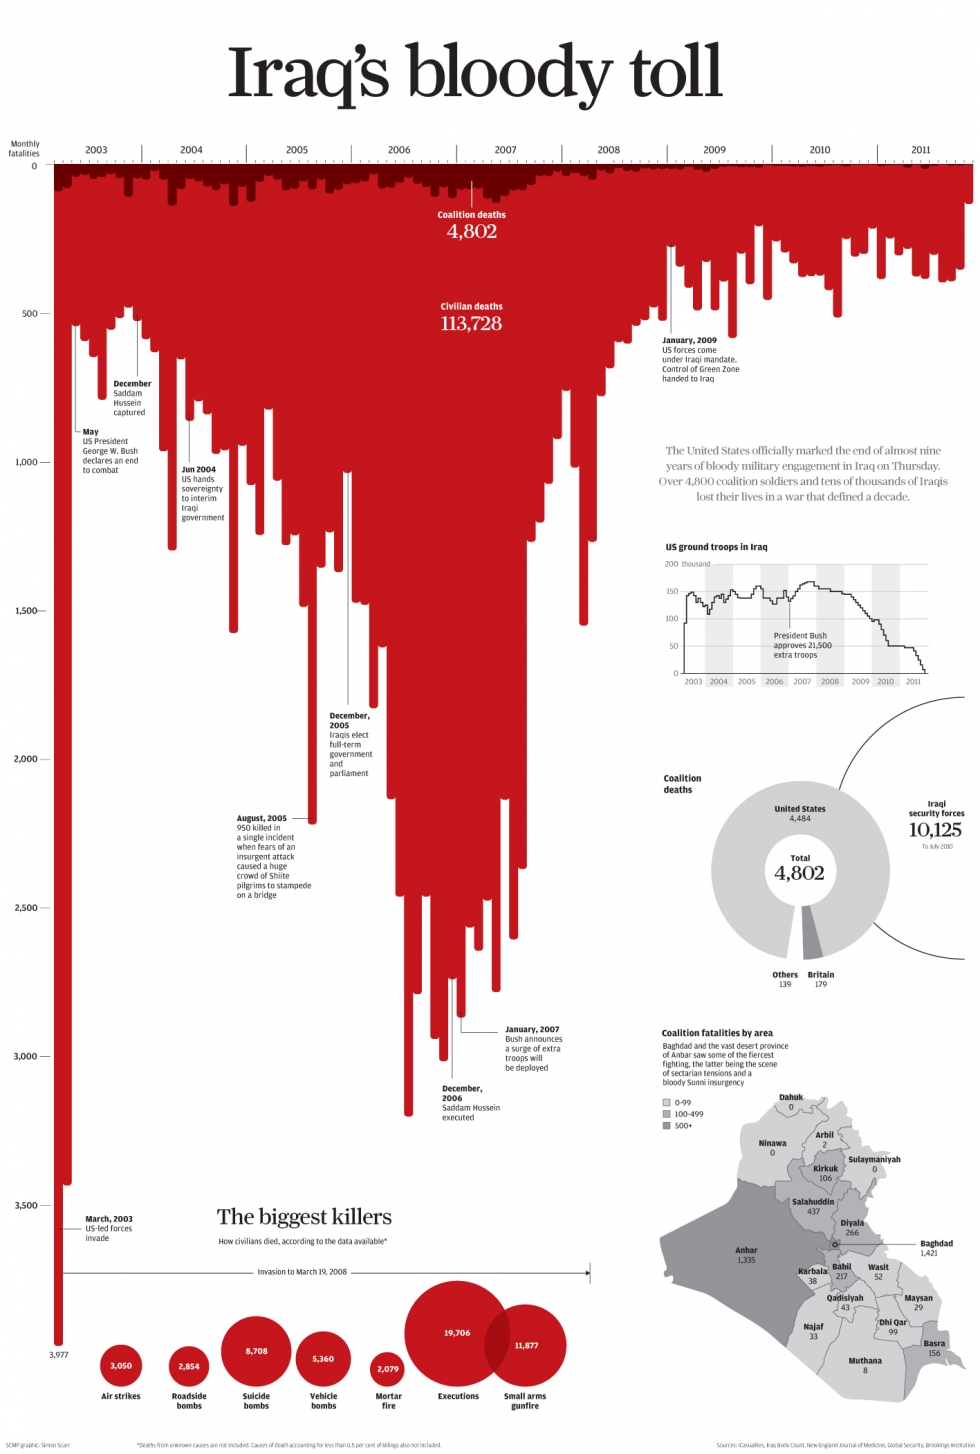 Iraq's bloody toll
Monthly
fatalities
2003
2004
2005
2006
2007
2008
2009
2010
2011
0
500
1,000
1,500
2,000
2,500
3,000
3,500
Coalition deaths
4,802
Civilian deaths
113,728
December
Saddam
Hussein
captured
May
US President
George W. Bush
declares an end
to combat
Jun 2004
US hands
sovereignty
to interim
Iraqi
government
December,
2005
Iraqis elect
full-term
government
and
parliament
August, 2005
950 killed in
a single incident
when fears of an
insurgent attack
caused a huge
crowd of Shiite
pilgrims to stampede
on a bridge
January, 2007
Bush announces
a surge of extra
troops will
be deployed
December,
2006
Saddam Hussein
executed
January, 2009
US forces come
under Iraqi mandate.
Control of Green Zone
handed to Iraq
March, 2003
US-led forces
invade
3,977
The United States officially marked the end of almost nine
years of bloody military engagement in Iraq on Thursday.
Over 4,800 coalition soldiers and tens of thousands of Iraqis
lost their lives in a war that defined a decade.
US ground troops in Iraq
200 thousand
150
100
50
0
President Bush
approves 21,500
extra troops
2003 2004 2005 2006 2007 2008 2009 2010 2011
Coalition
deaths
United States
4,484
Total
4,802
Others
139
Britain
179
Iraqi
security forces
10,125
To July 2010
Coalition fatalities by area
Baghdad and the vast desert province
of Anbar saw some of the fiercest
fighting, the latter being the scene
of sectarian tensions and a
bloody Sunni insurgency
0-99
100-499
500+
Dahuk
0
Ninawa
0
Arbil
2
Sulaymaniyah
0
Kirkuk
106
Salahuddin
437
Diyala
266
Baghdad
1,421
Anbar
1,335
Karbala
38
Babil
217
Wasit
52
Qadisiyah
43
Maysan
29
Najaf
33
Dhi Qar
99
Basra
156
Muthana
8
The biggest killers
How civilians died, according to the data available*
Invasion to March 19, 2008
3,050
Air strikes
2,854
Roadside
bombs
8,708
Suicide
bombs
5,360
Vehicle
bombs
2,079
Mortar
fire
19,706
Executions
11,877
Small arms
gunfire
SCMP graphic: Simon Scarr
*Deaths from unknown causes are not included. Causes of death accounting for less than 0.5 per cent of killings also not included.
Sources: iCasualties, Iraq Body Count, New England Journal of Medicine, Global Security, Brookings Institution